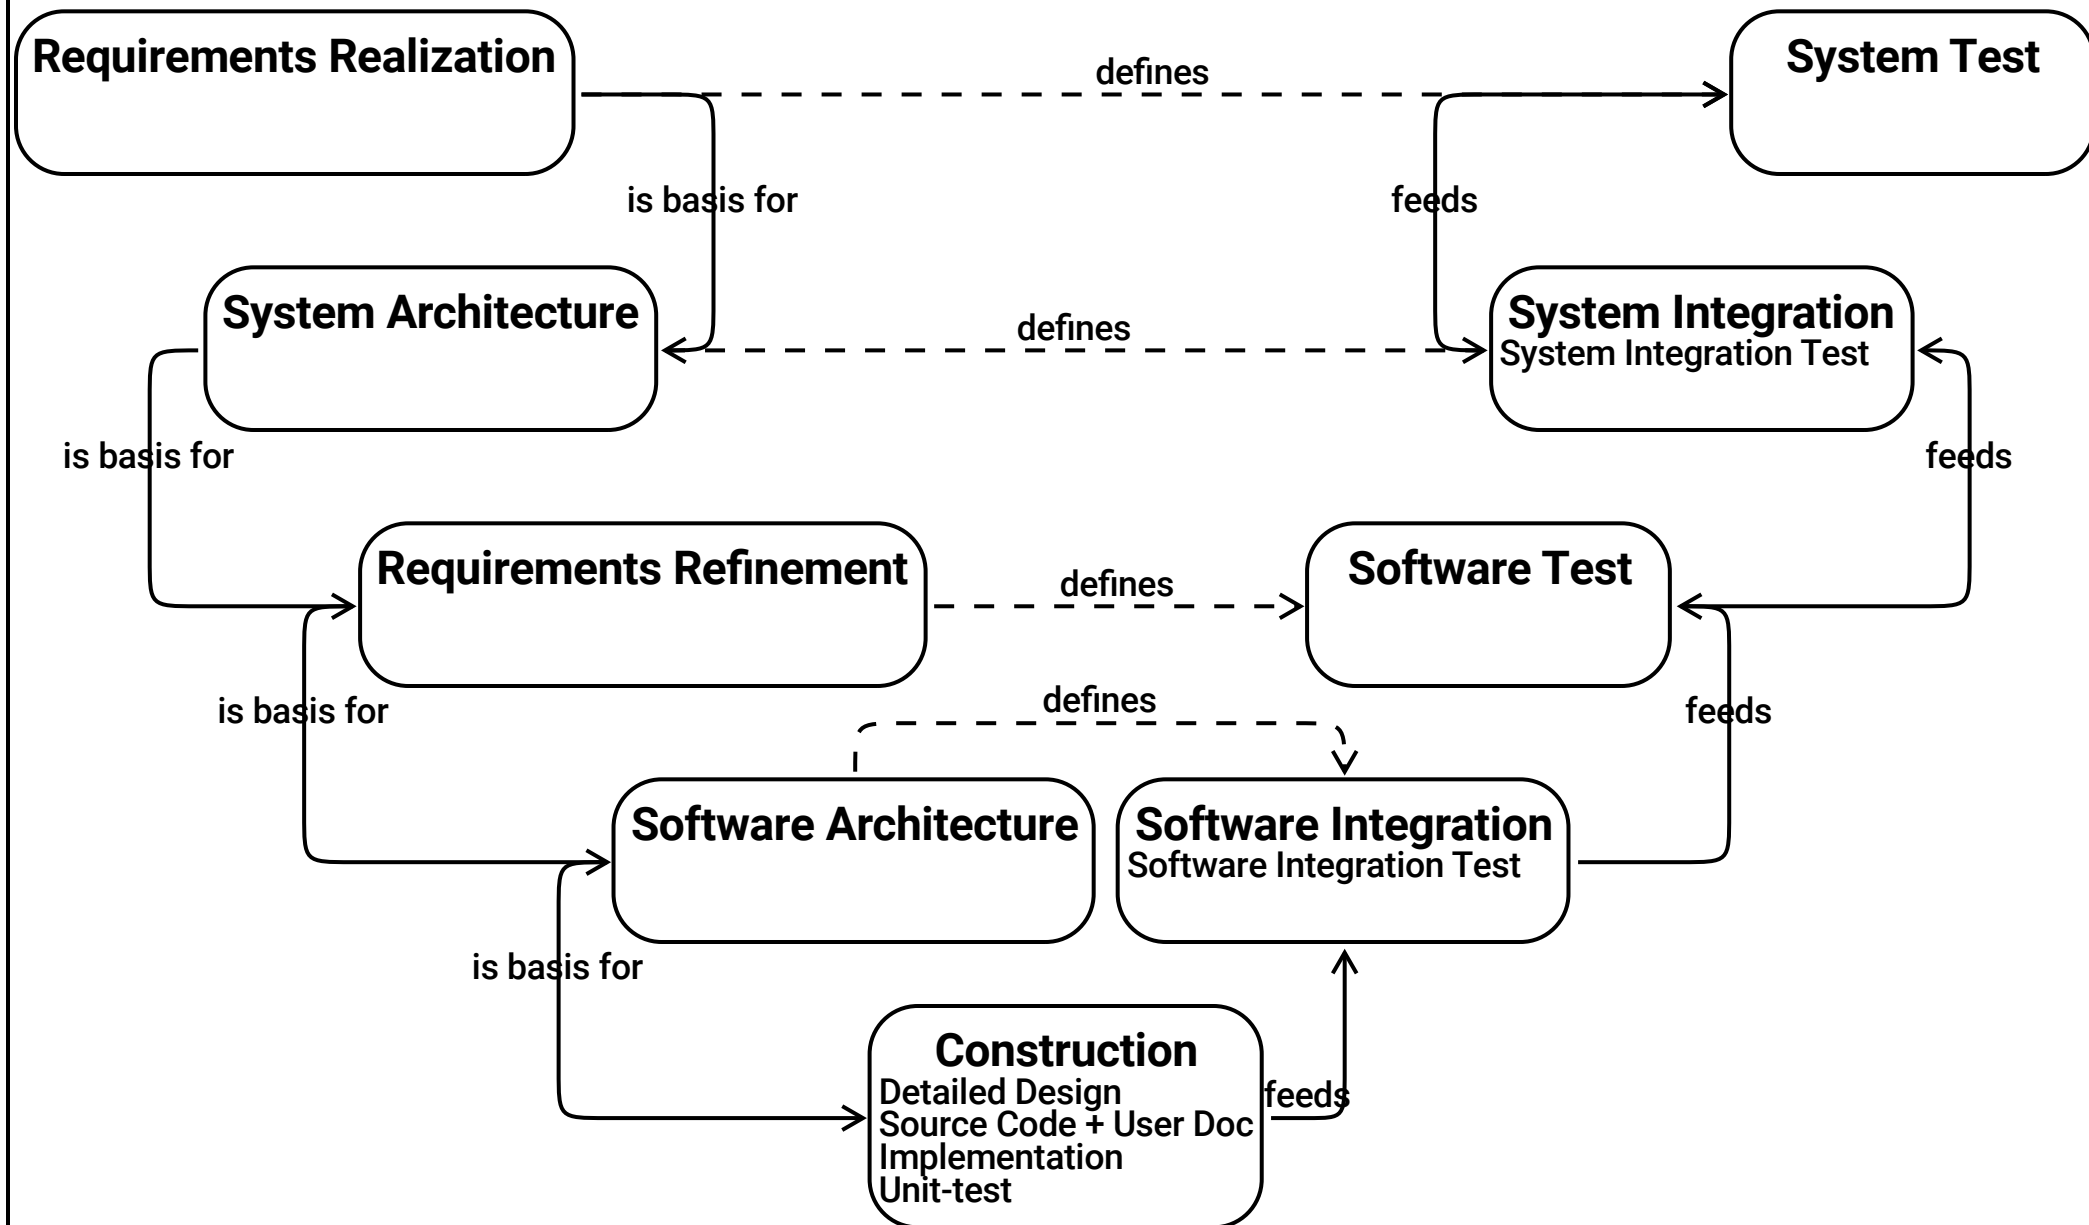 Requirements Realization
defines
System Test
is basis for
feeds
System Architecture
defines
System Integration
System Integration Test
is basis for
feeds
Requirements Refinement
defines
Software Test
is basis for
defines
feeds
Software Architecture
Software Integration
Software Integration Test
is basis for
Construction
Detailed Design
Source Code + User Doc
Implementation
Unit-test
feeds